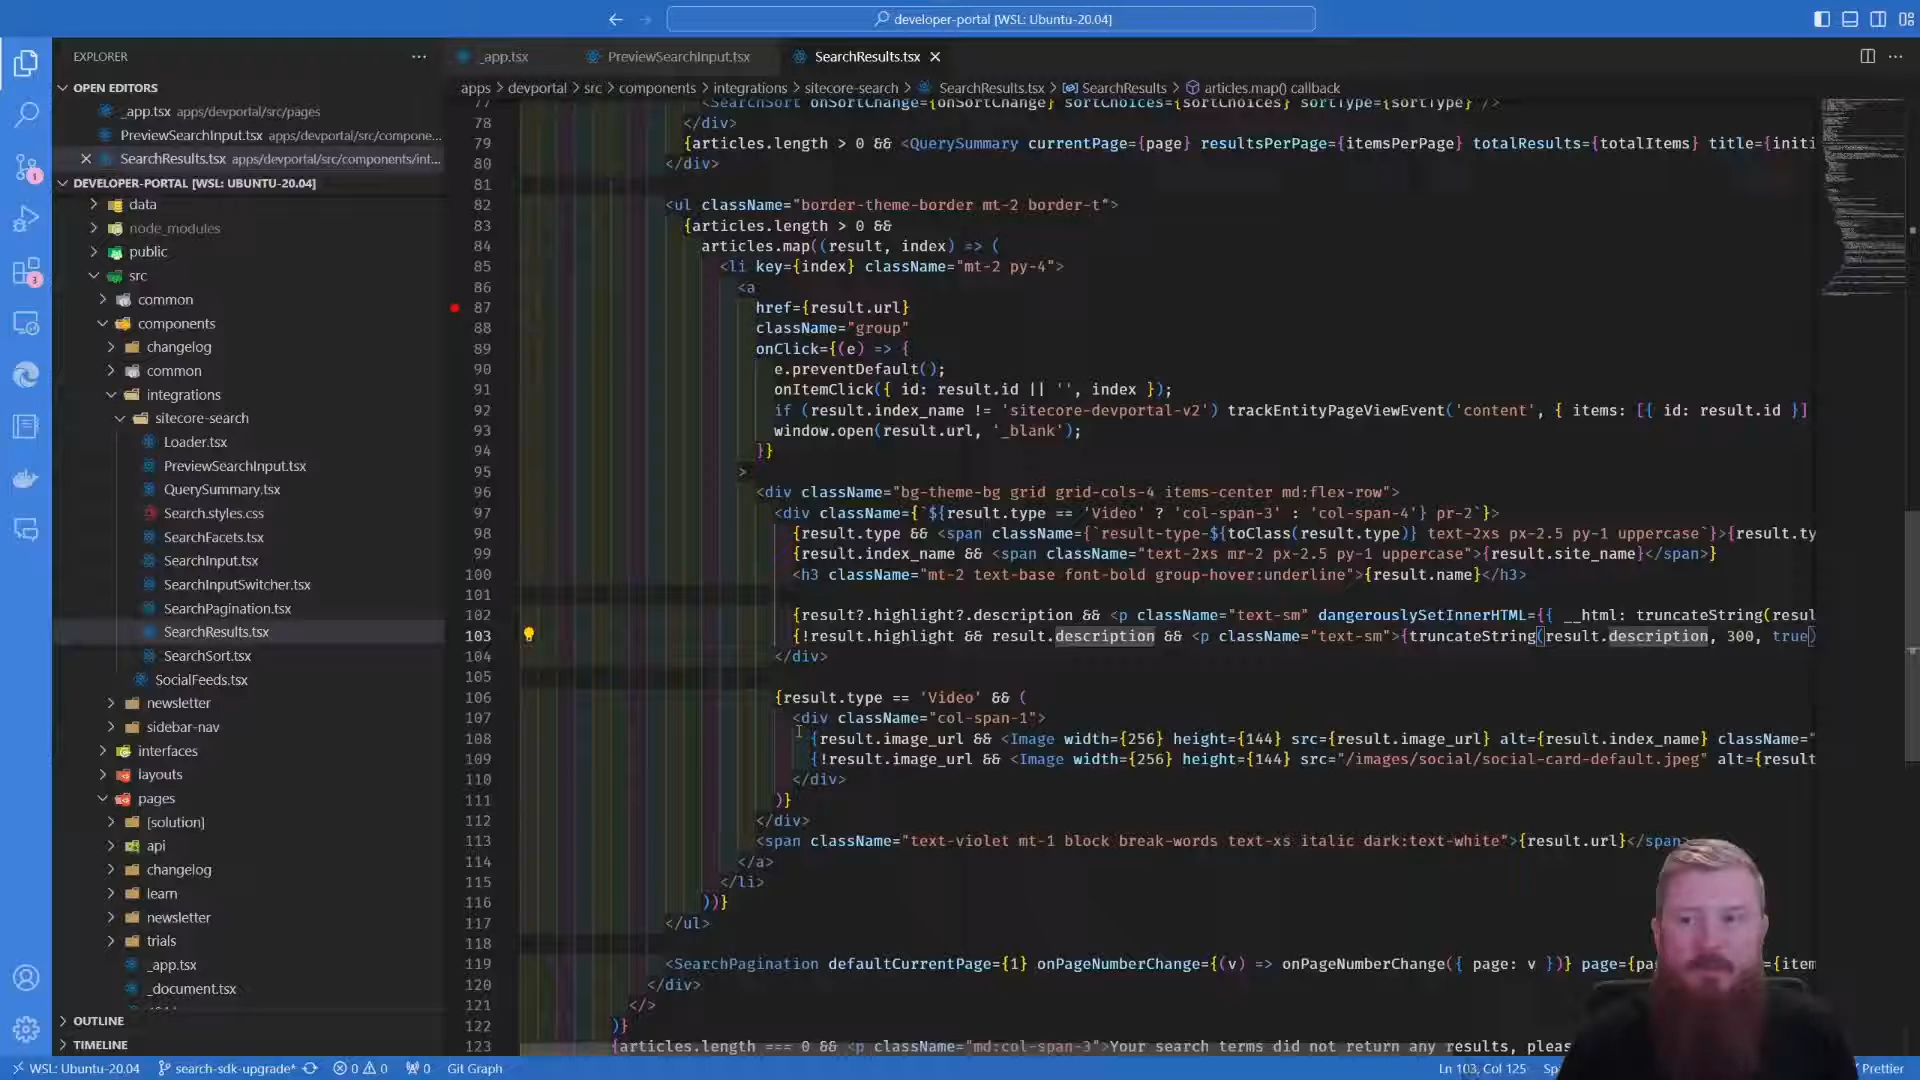 developer-portal [WSL: Ubuntu-20.04]
EXPLORER
OPEN EDITORS
_app.tsx apps/devportal/src/pages
PreviewSearchInput.tsx apps/devportal/src/compone...
SearchResults.tsx apps/devportal/src/components/int...
DEVELOPER-PORTAL [WSL: UBUNTU-20.04]
data
node_modules
public
src
common
components
changelog
common
integrations
sitecore-search
Loader.tsx
PreviewSearchInput.tsx
QuerySummary.tsx
Search.styles.css
SearchFacets.tsx
SearchInput.tsx
SearchInputSwitcher.tsx
SearchPagination.tsx
SearchResults.tsx
SearchSort.tsx
SocialFeeds.tsx
newsletter
sidebar-nav
interfaces
layouts
pages
[solution]
api
changelog
learn
newsletter
trials
_app.tsx
_document.tsx
OUTLINE
TIMELINE
1
3
_app.tsx PreviewSearchInput.tsx SearchResults.tsx
apps > devportal > src > components > integrations > sitecore-search > SearchResults.tsx > SearchResults > articles.map() callback
77 <SearchSort onSortChange={onSortChange} sortChoices={sortChoices} sortType={sortType} />
78 </div>
79 {articles.length > 0 && <QuerySummary currentPage={page} resultsPerPage={itemsPerPage} totalResults={totalItems} title={initi
80 </div>
81
82 <ul className="border-theme-border mt-2 border-t">
83 {articles.length > 0 &&
84 articles.map((result, index) => (
85 <li key={index} className="mt-2 py-4">
86 <a
87 href={result.url}
88 className="group"
89 onClick={(e) => {
90 e.preventDefault();
91 onItemClick({ id: result.id || '', index });
92 if (result.index_name != 'sitecore-devportal-v2') trackEntityPageViewEvent('content', { items: [{ id: result.id }]
93 window.open(result.url, '_blank');
94 }}
95 >
96 <div className="bg-theme-bg grid grid-cols-4 items-center md:flex-row">
97 <div className={`${result.type == 'Video' ? 'col-span-3' : 'col-span-4'} pr-2`}>
98 {result.type && <span className={`result-type-${toClass(result.type)} text-2xs px-2.5 py-1 uppercase`}>{result.ty
99 {result.index_name && <span className="text-2xs mr-2 px-2.5 py-1 uppercase">{result.site_name}</span>}
100 <h3 className="mt-2 text-base font-bold group-hover:underline">{result.name}</h3>
101
102 {result?.highlight?.description && <p className="text-sm" dangerouslySetInnerHTML={{ __html: truncateString(resul
103 {!result.highlight && result.description && <p className="text-sm">{truncateString(result.description, 300, true)
104 </div>
105
106 {result.type == 'Video' && (
107 <div className="col-span-1">
108 {result.image_url && <Image width={256} height={144} src={result.image_url} alt={result.index_name} className="
109 {!result.image_url && <Image width={256} height={144} src="/images/social/social-card-default.jpeg" alt={result
110 </div>
111 )}
112 </div>
113 <span className="text-violet mt-1 block break-words text-xs italic dark:text-white">{result.url}</span>
114 </a>
115 </li>
116 ))}
117 </ul>
118
119 <SearchPagination defaultCurrentPage={1} onPageNumberChange={(v) => onPageNumberChange({ page: v })} page={pa ={item
120 </div>
121 </>
122 )}
123 {articles.length === 0 && <p className="md:col-span-3">Your search terms did not return any results, pleas
WSL: Ubuntu-20.04 search-sdk-upgrade* 0 0 0 Git Graph Ln 103, Col 125 Prettier